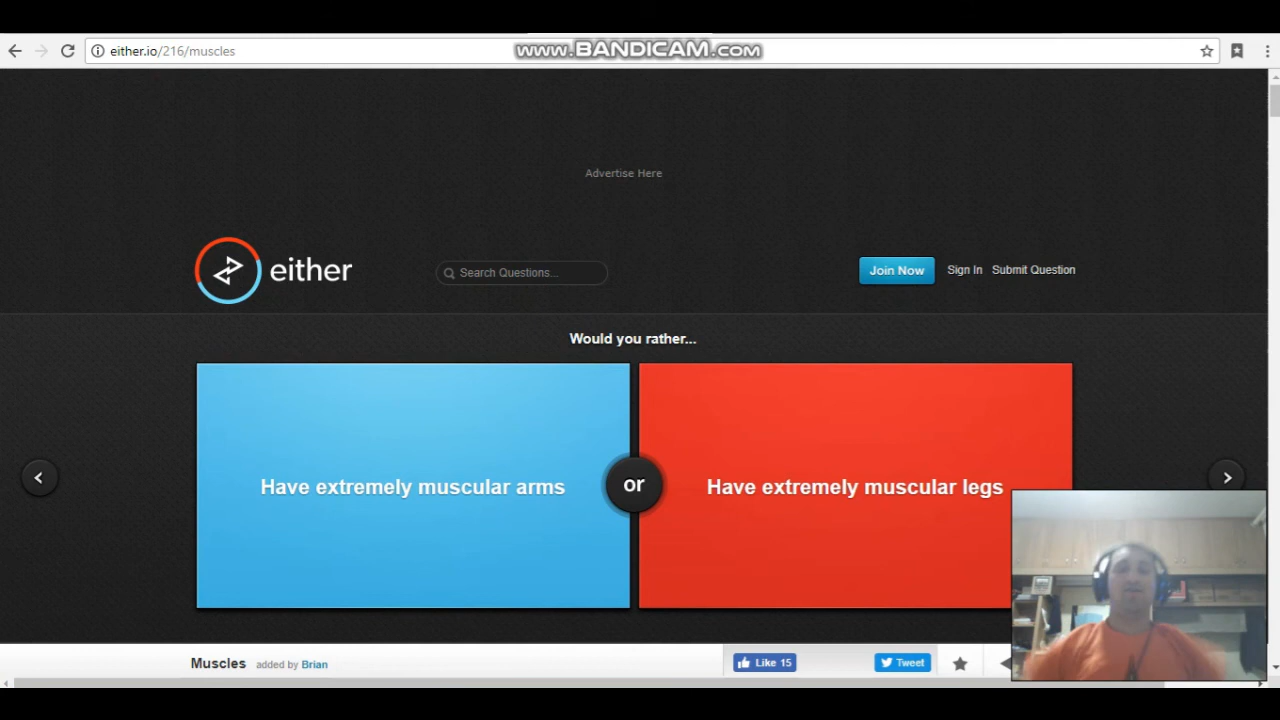 www.BANDICAM.com
either.io/216/muscles
Advertise Here
either
Search Questions...
Join Now
Sign In
Submit Question
Would you rather...
Have extremely muscular arms
or
Have extremely muscular legs
Muscles added by Brian
Like 15
Tweet